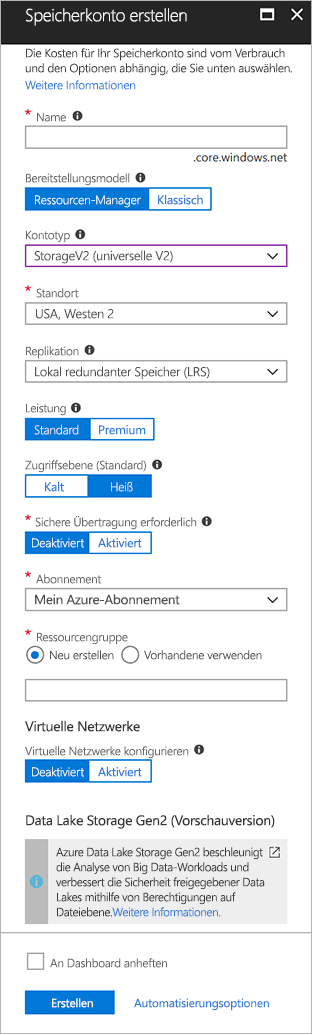 Speicherkonto erstellen
Die Kosten für Ihr Speicherkonto sind vom Verbrauch
und den Optionen abhängig, die Sie unten auswählen.
Weitere Informationen
* Name
.core.windows.net
Bereitstellungsmodell
Ressourcen-Manager Klassisch
Kontotyp
StorageV2 (universelle V2)
* Standort
USA, Westen 2
Replikation
Lokal redundanter Speicher (LRS)
Leistung
Standard Premium
Zugriffsebene (Standard)
Kalt Heiß
* Sichere Übertragung erforderlich
Deaktiviert Aktiviert
* Abonnement
Mein Azure-Abonnement
* Ressourcengruppe
Neu erstellen Vorhandene verwenden
Virtuelle Netzwerke
Virtuelle Netzwerke konfigurieren
Deaktiviert Aktiviert
Data Lake Storage Gen2 (Vorschauversion)
Azure Data Lake Storage Gen2 beschleunigt
die Analyse von Big Data-Workloads und
verbessert die Sicherheit freigegebener Data
Lakes mithilfe von Berechtigungen auf
Dateiebene.Weitere Informationen.
An Dashboard anheften
Erstellen Automatisierungsoptionen